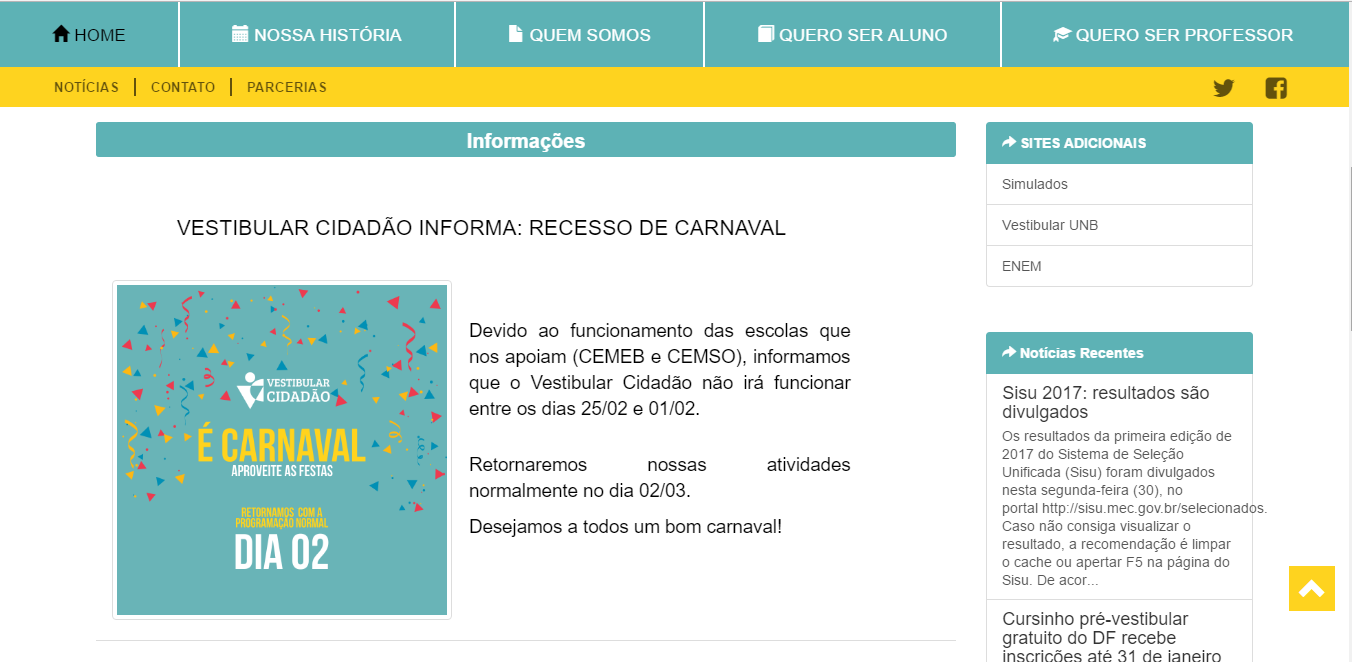 HOME
NOSSA HISTÓRIA
QUEM SOMOS
QUERO SER ALUNO
QUERO SER PROFESSOR
NOTÍCIAS
CONTATO
PARCERIAS
Informações
VESTIBULAR CIDADÃO INFORMA: RECESSO DE CARNAVAL
VESTIBULAR
CIDADÃO
É CARNAVAL
APROVEITE AS FESTAS
RETORNAMOS COM A
PROGRAMAÇÃO NORMAL
DIA 02
Devido ao funcionamento das escolas que
nos apoiam (CEMEB e CEMSO), informamos
que o Vestibular Cidadão não irá funcionar
entre os dias 25/02 e 01/02.
Retornaremos nossas atividades
normalmente no dia 02/03.
Desejamos a todos um bom carnaval!
SITES ADICIONAIS
Simulados
Vestibular UNB
ENEM
Notícias Recentes
Sisu 2017: resultados são
divulgados
Os resultados da primeira edição de
2017 do Sistema de Seleção
Unificada (Sisu) foram divulgados
nesta segunda-feira (30), no
portal http://sisu.mec.gov.br/selecionados.
Caso não consiga visualizar o
resultado, a recomendação é limpar
o cache ou apertar F5 na página do
Sisu. De acor...
Cursinho pré-vestibular
gratuito do DF recebe
inscrições até 31 de janeiro